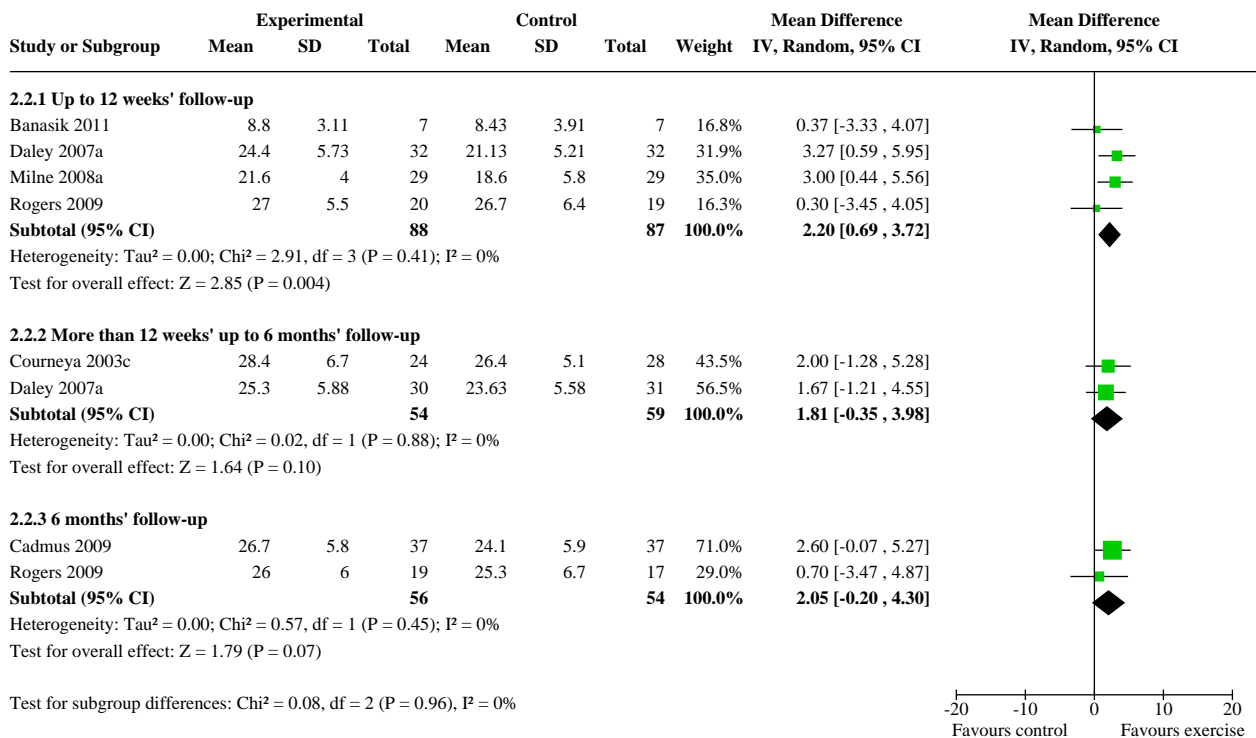 Experimental Control Mean Difference Mean Difference
Study or Subgroup Mean SD Total Mean SD Total Weight IV, Random, 95% CI IV, Random, 95% CI
2.2.1 Up to 12 weeks' follow-up
Banasik 2011 8.8 3.11 7 8.43 3.91 7 16.8% 0.37 [-3.33 , 4.07]
Daley 2007a 24.4 5.73 32 21.13 5.21 32 31.9% 3.27 [0.59 , 5.95]
Milne 2008a 21.6 4 29 18.6 5.8 29 35.0% 3.00 [0.44 , 5.56]
Rogers 2009 27 5.5 20 26.7 6.4 19 16.3% 0.30 [-3.45 , 4.05]
Subtotal (95% CI) 88 87 100.0% 2.20 [0.69 , 3.72]
Heterogeneity: Tau² = 0.00; Chi² = 2.91, df = 3 (P = 0.41); I² = 0%
Test for overall effect: Z = 2.85 (P = 0.004)
2.2.2 More than 12 weeks' up to 6 months' follow-up
Courneya 2003c 28.4 6.7 24 26.4 5.1 28 43.5% 2.00 [-1.28 , 5.28]
Daley 2007a 25.3 5.88 30 23.63 5.58 31 56.5% 1.67 [-1.21 , 4.55]
Subtotal (95% CI) 54 59 100.0% 1.81 [-0.35 , 3.98]
Heterogeneity: Tau² = 0.00; Chi² = 0.02, df = 1 (P = 0.88); I² = 0%
Test for overall effect: Z = 1.64 (P = 0.10)
2.2.3 6 months' follow-up
Cadmus 2009 26.7 5.8 37 24.1 5.9 37 71.0% 2.60 [-0.07 , 5.27]
Rogers 2009 26 6 19 25.3 6.7 17 29.0% 0.70 [-3.47 , 4.87]
Subtotal (95% CI) 56 54 100.0% 2.05 [-0.20 , 4.30]
Heterogeneity: Tau² = 0.00; Chi² = 0.57, df = 1 (P = 0.45); I² = 0%
Test for overall effect: Z = 1.79 (P = 0.07)
Test for subgroup differences: Chi² = 0.08, df = 2 (P = 0.96), I² = 0%
-20 -10 0 10 20
Favours control Favours exercise